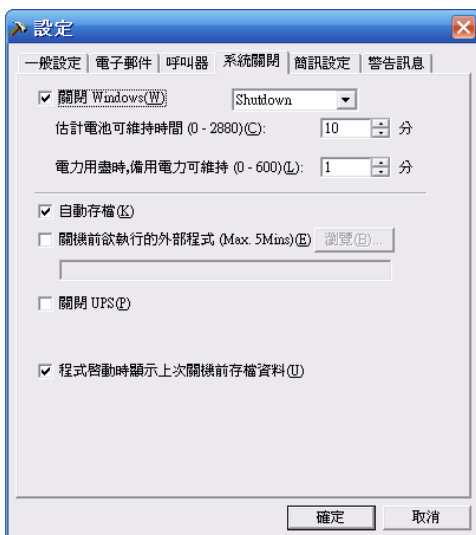 設定
一般設定 電子郵件 呼叫器 系統關閉 簡訊設定 警告訊息
關閉 Windows(W) Shutdown
估計電池可維持時間 (0 - 2880)(C): 10 分
電力用盡時,備用電力可維持 (0 - 600)(L): 1 分
自動存檔(K)
關機前欲執行的外部程式 (Max. 5Mins)(E) 瀏覽(B)...
關閉 UPS(P)
程式啓動時顯示上次關機前存檔資料(U)
確定 取消